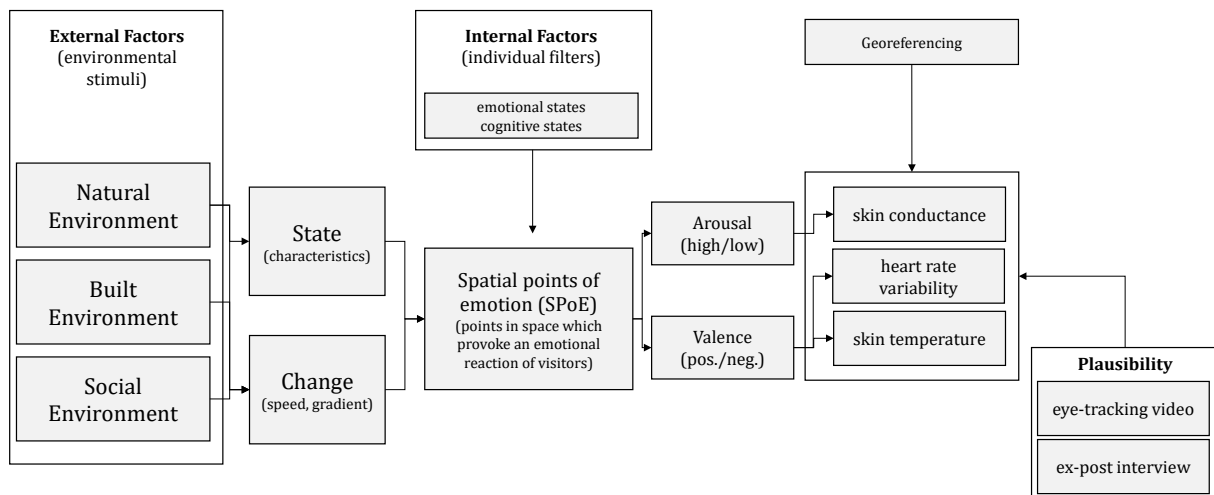 External Factors
(environmental
stimuli)
Natural
Environment
Built
Environment
Social
Environment
State
(characteristics)
Change
(speed, gradient)
Internal Factors
(individual filters)
emotional states
cognitive states
Spatial points of
emotion (SPoE)
(points in space which
provoke an emotional
reaction of visitors)
Arousal
(high/low)
Valence
(pos./neg.)
Georeferencing
skin conductance
heart rate
variability
skin temperature
Plausibility
eye-tracking video
ex-post interview